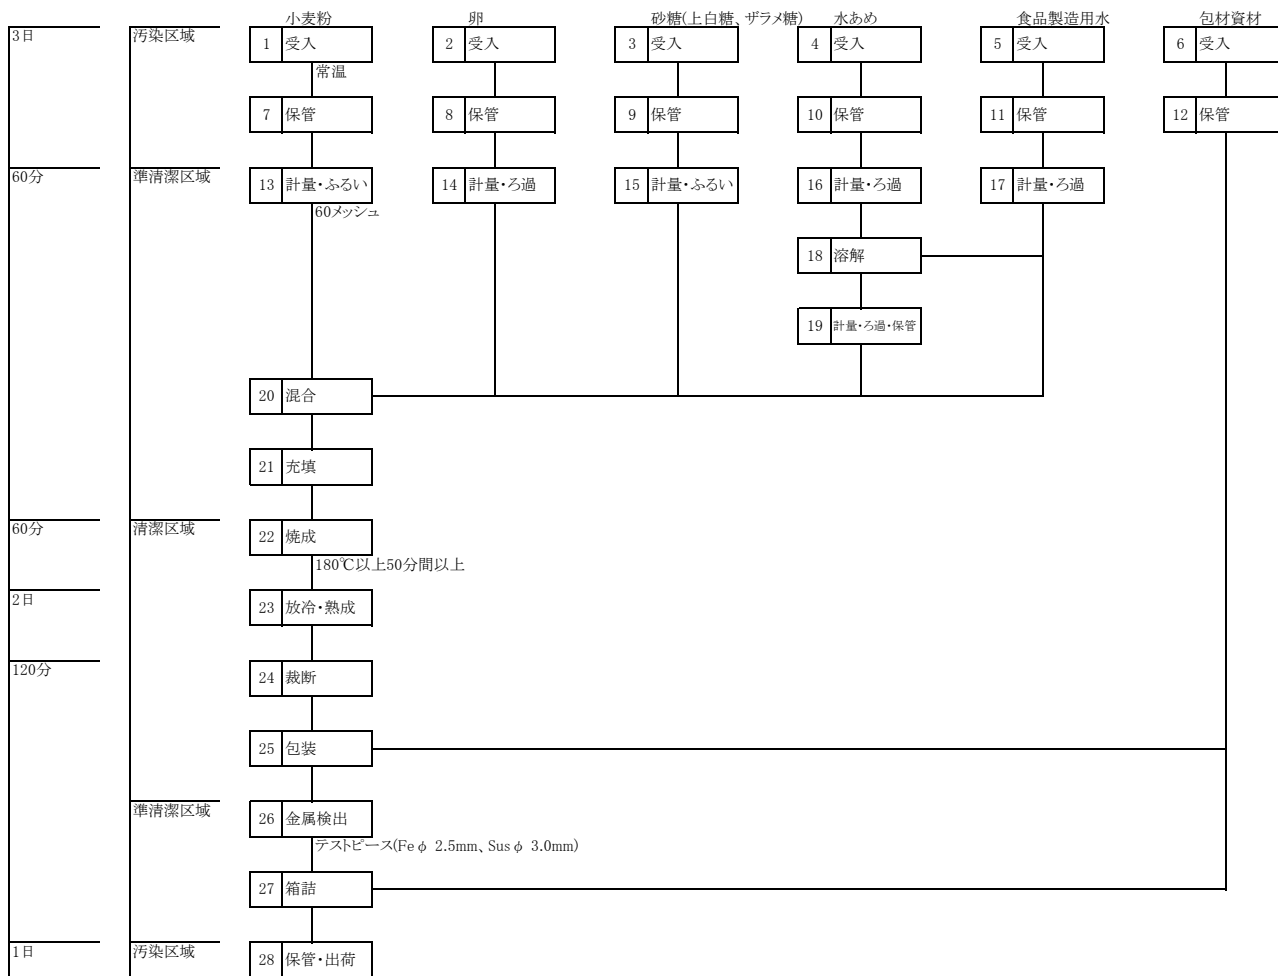 小麦粉 卵 砂糖(上白糖、ザラメ糖) 水あめ 食品製造用水 包材資材
3日 汚染区域 1 受入 2 受入 3 受入 4 受入 5 受入 6 受入
常温
7 保管 8 保管 9 保管 10 保管 11 保管 12 保管
60分 準清潔区域 13 計量・ふるい 14 計量・ろ過 15 計量・ふるい 16 計量・ろ過 17 計量・ろ過
60メッシュ
18 溶解
19 計量・ろ過・保管
20 混合
21 充填
60分 清潔区域 22 焼成
180℃以上50分間以上
2日 23 放冷・熟成
120分 24 裁断
25 包装
準清潔区域 26 金属検出
テストピース(Feφ 2.5mm、Susφ 3.0mm)
27 箱詰
1日 汚染区域 28 保管・出荷